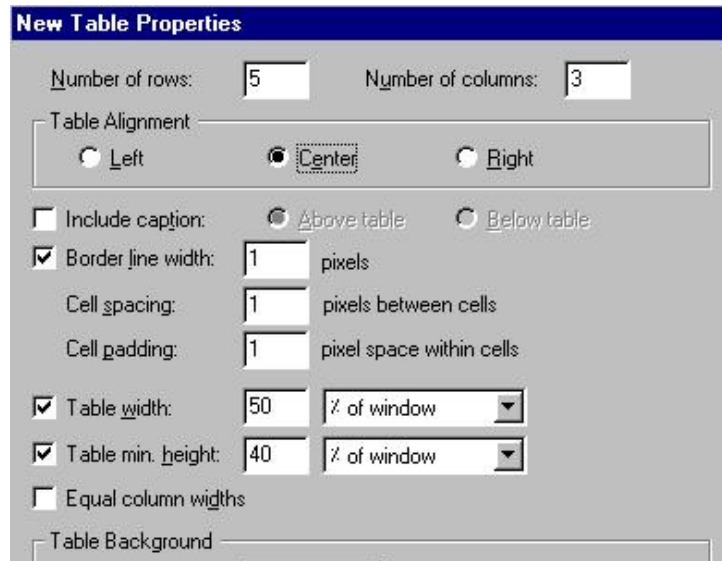 New Table Properties
Number of rows: 5 Number of columns: 3
Table Alignment
Left Center Right
Include caption: Above table Below table
Border line width: 1 pixels
Cell spacing: 1 pixels between cells
Cell padding: 1 pixel space within cells
Table width: 50 % of window
Table min. height: 40 % of window
Equal column widths
Table Background